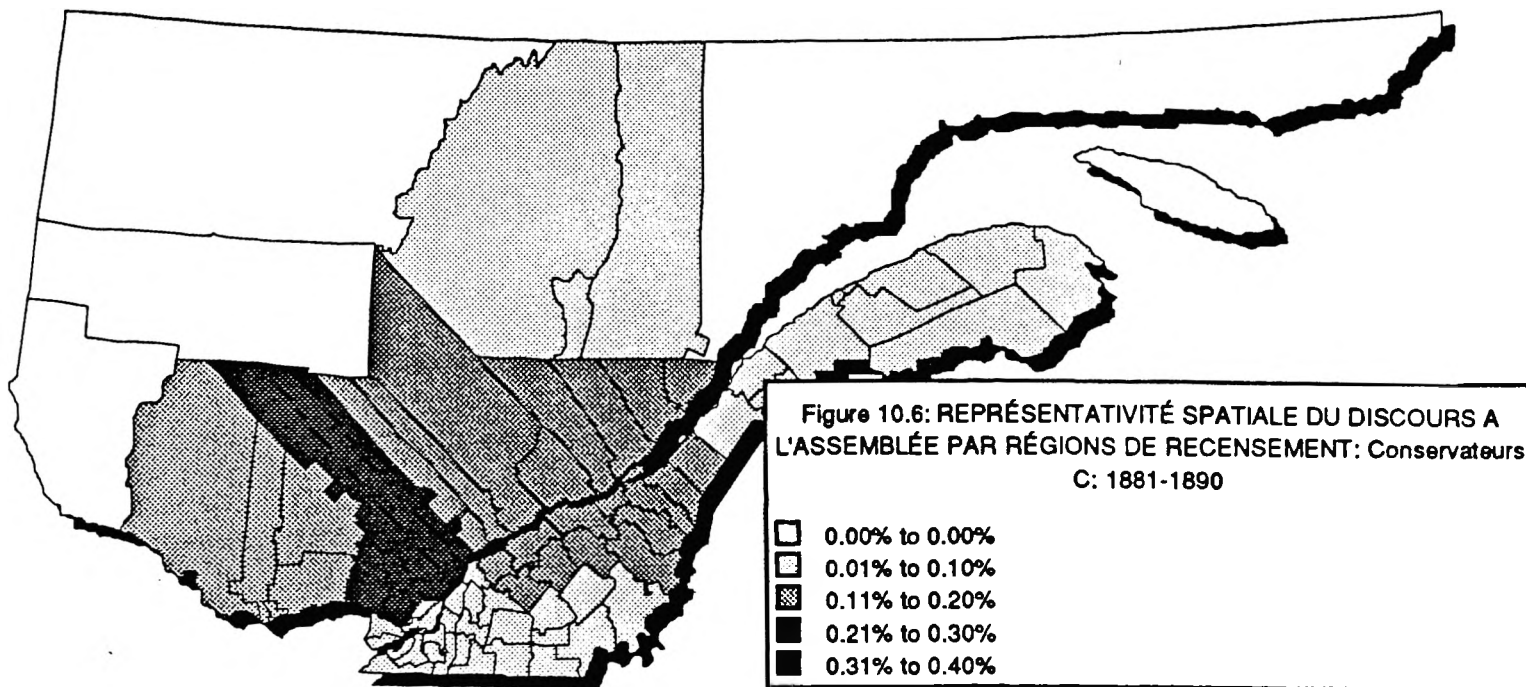 Figure 10.6: REPRÉSENTATIVITÉ SPATIALE DU DISCOURS A
L'ASSEMBLÉE PAR RÉGIONS DE RECENSEMENT: Conservateurs
C: 1881-1890
0.00% to 0.00%
0.01% to 0.10%
0.11% to 0.20%
0.21% to 0.30%
0.31% to 0.40%